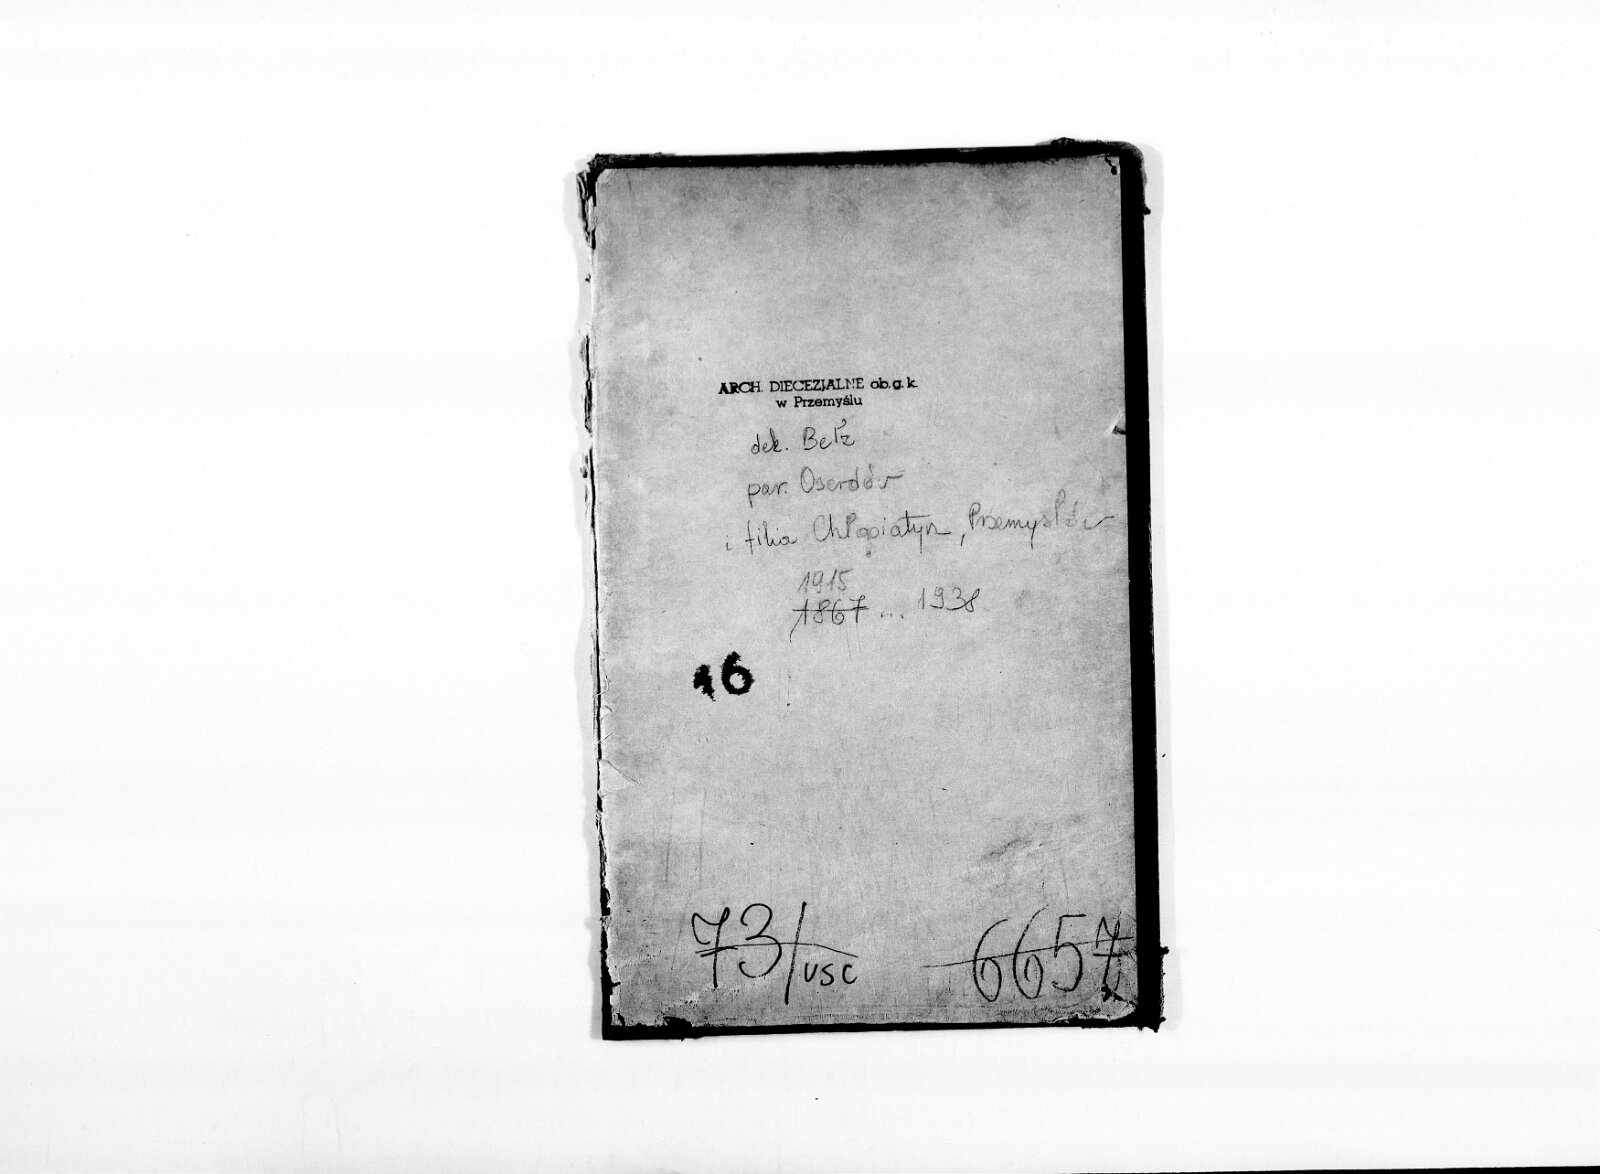 ARCH. DIECEZJALNE ob.g.k.
w Przemyślu
dek. Bełz
par. Oserdów
i filia Chłopiatyn, Przemysłów
1915
1867 ... 1938
16
73/USC 6657